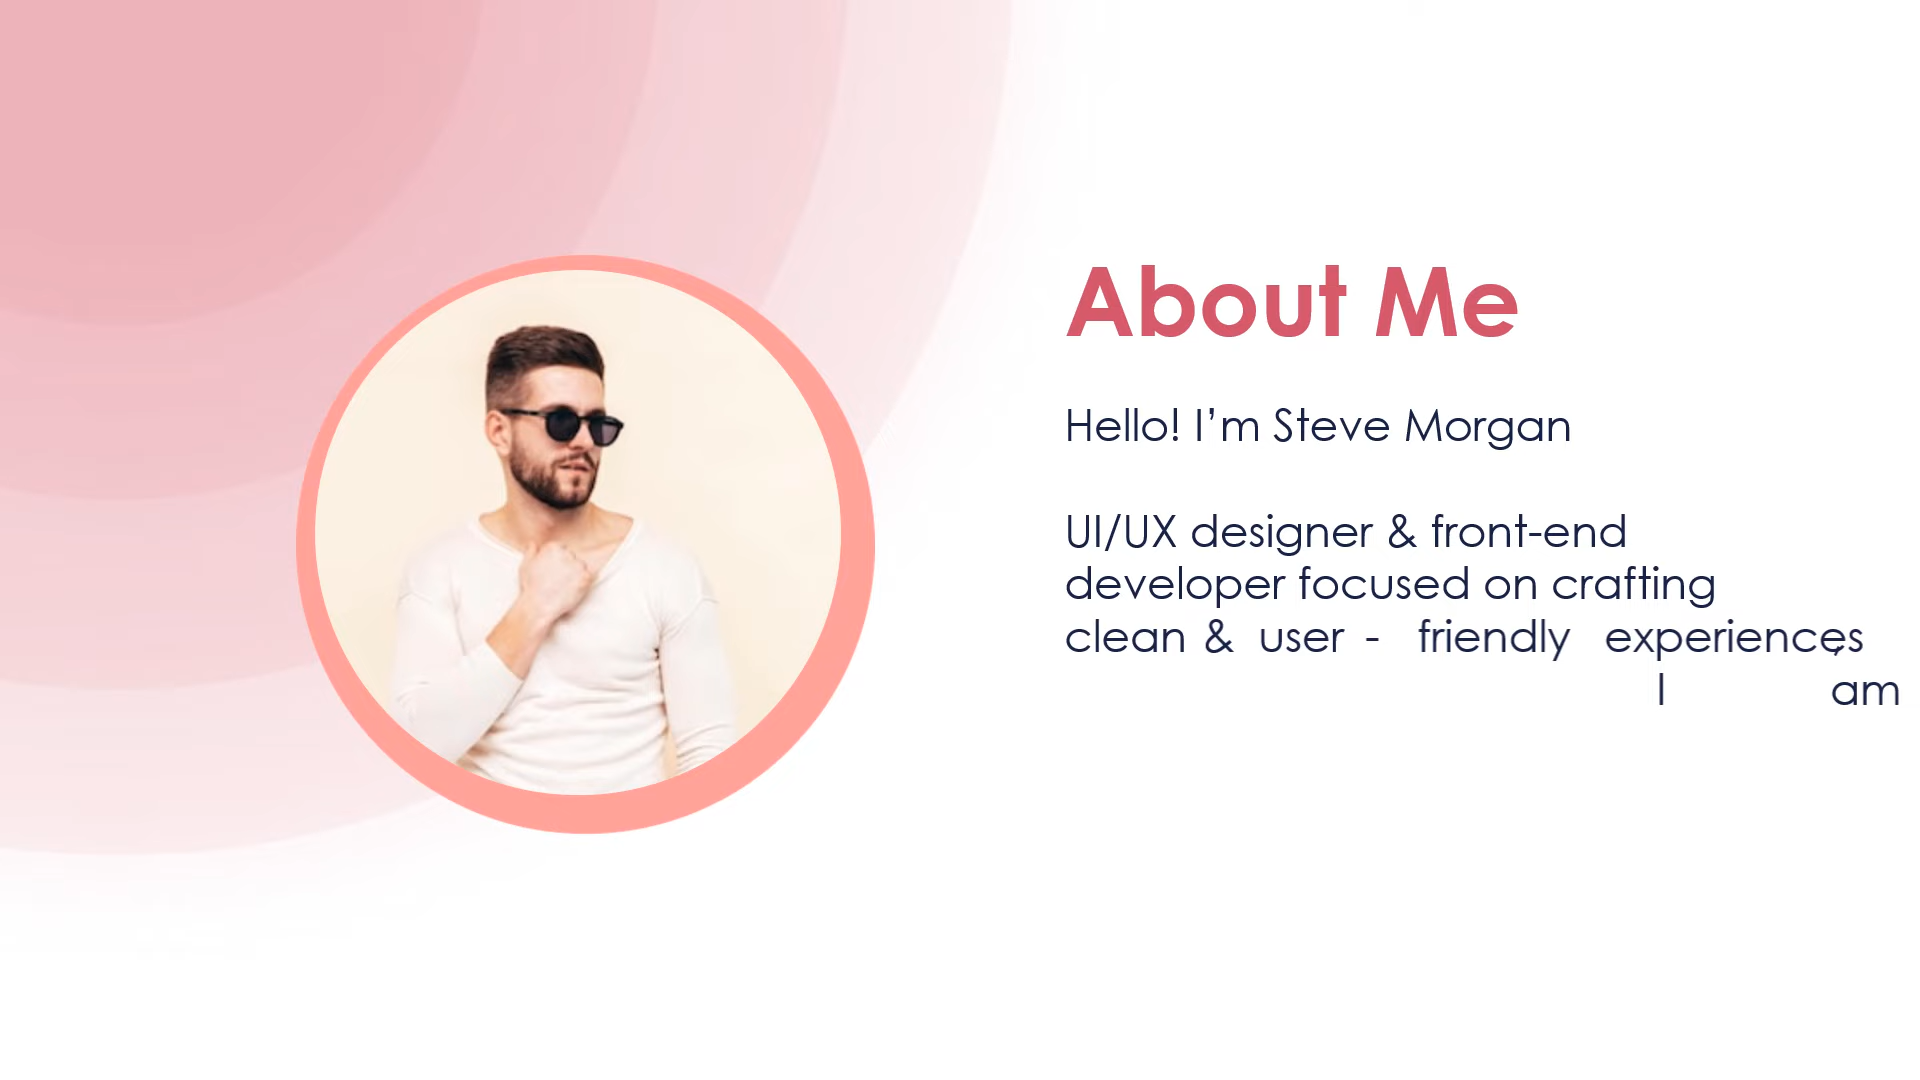 About Me
Hello! I’m Steve Morgan
UI/UX designer & front-end
developer focused on crafting
clean & user - friendly experiences,
I am